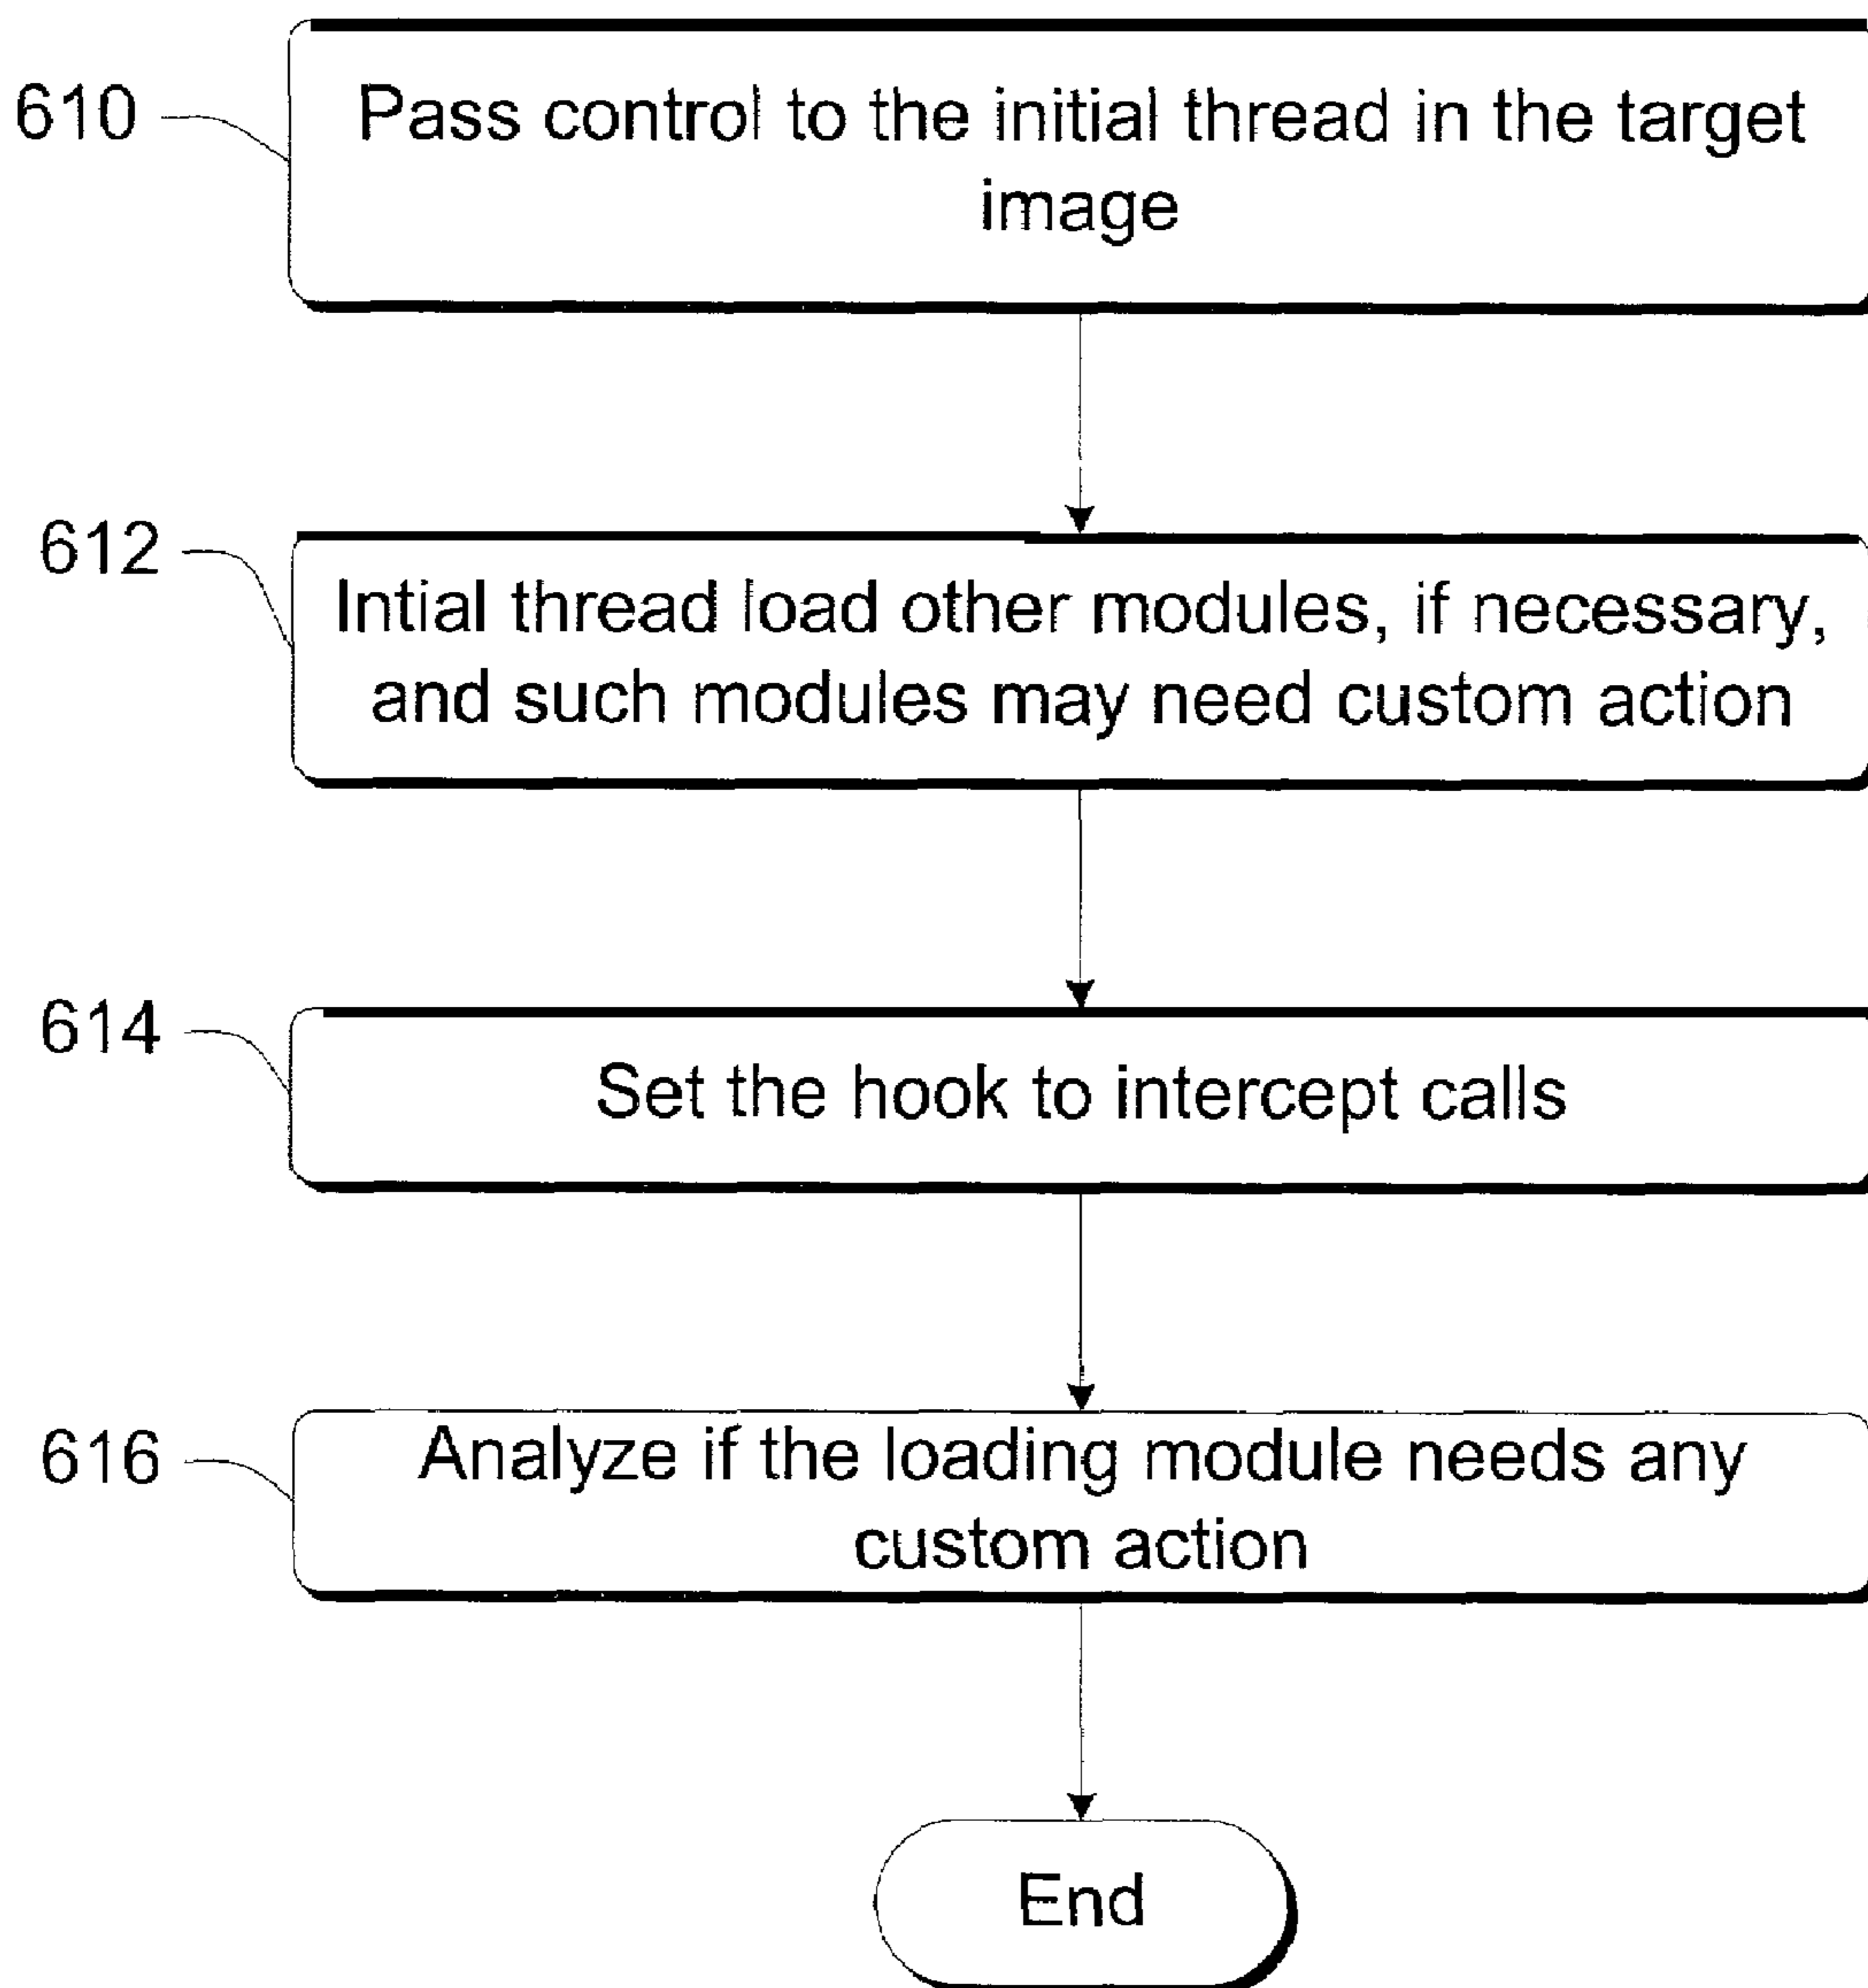 610
Pass control to the initial thread in the target
image
612
Intial thread load other modules, if necessary,
and such modules may need custom action
614
Set the hook to intercept calls
616
Analyze if the loading module needs any
custom action
End